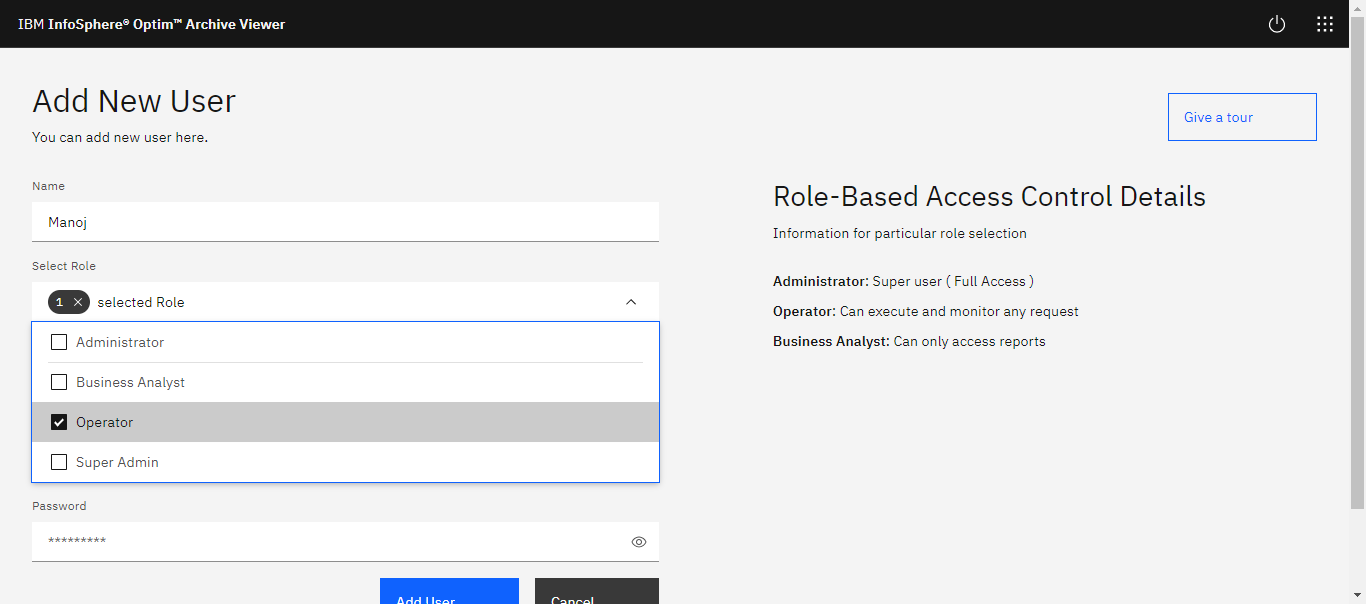 IBM InfoSphere® Optim™ Archive Viewer
Add New User
You can add new user here.
Give a tour
Name
Manoj
Select Role
1 × selected Role
Administrator
Business Analyst
Operator
Super Admin
Password
*********
Add User
Cancel
Role-Based Access Control Details
Information for particular role selection
Administrator: Super user ( Full Access )
Operator: Can execute and monitor any request
Business Analyst: Can only access reports